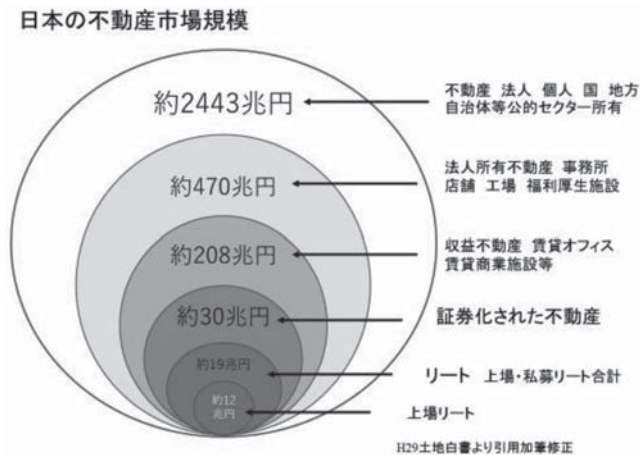 日本の不動産市場規模
約2443兆円
不動産 法人 個人 国 地方
自治体等公的セクター所有
約470兆円
法人所有不動産 事務所
店舗 工場 福利厚生施設
約208兆円
収益不動産 賃貸オフィス
賃貸商業施設等
約30兆円
証券化された不動産
約19兆円
リート 上場・私募リート合計
約12
兆円
上場リート
H29土地白書より引用加筆修正